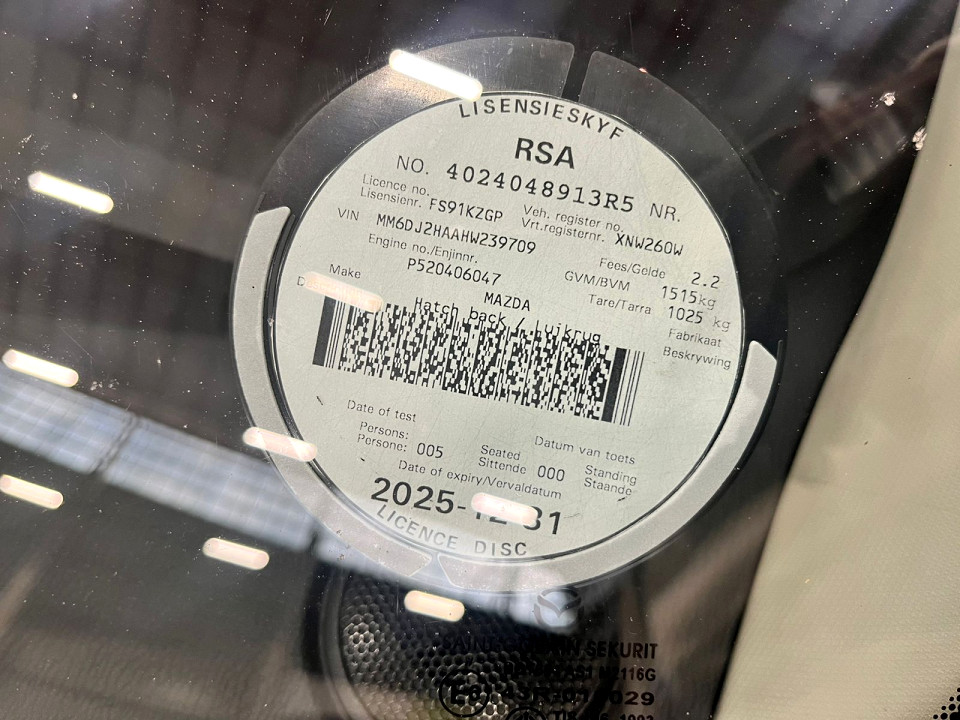 LISENSIESKYF
RSA
NO. 4024048913R5 NR.
Licence no.
Lisensienr. FS91KZGP
Veh. register no.
Vrt.registernr. XNW260W
VIN MM6DJ2HAAHW239709
Fees/Gelde 2.2
Engine no./Enjinnr.
P520406047
GVM/BVM 1515kg
Tare/Tarra 1025 kg
Make MAZDA Fabrikaat
Hatch back / Luikrug Beskrywing
Date of test
Datum van toets
Persons:
Persone: 005
Seated
Sittende 000
Standing
Staande
Date of expiry/Vervaldatum
2025-12-31
LICENCE DISC
SEKURIT